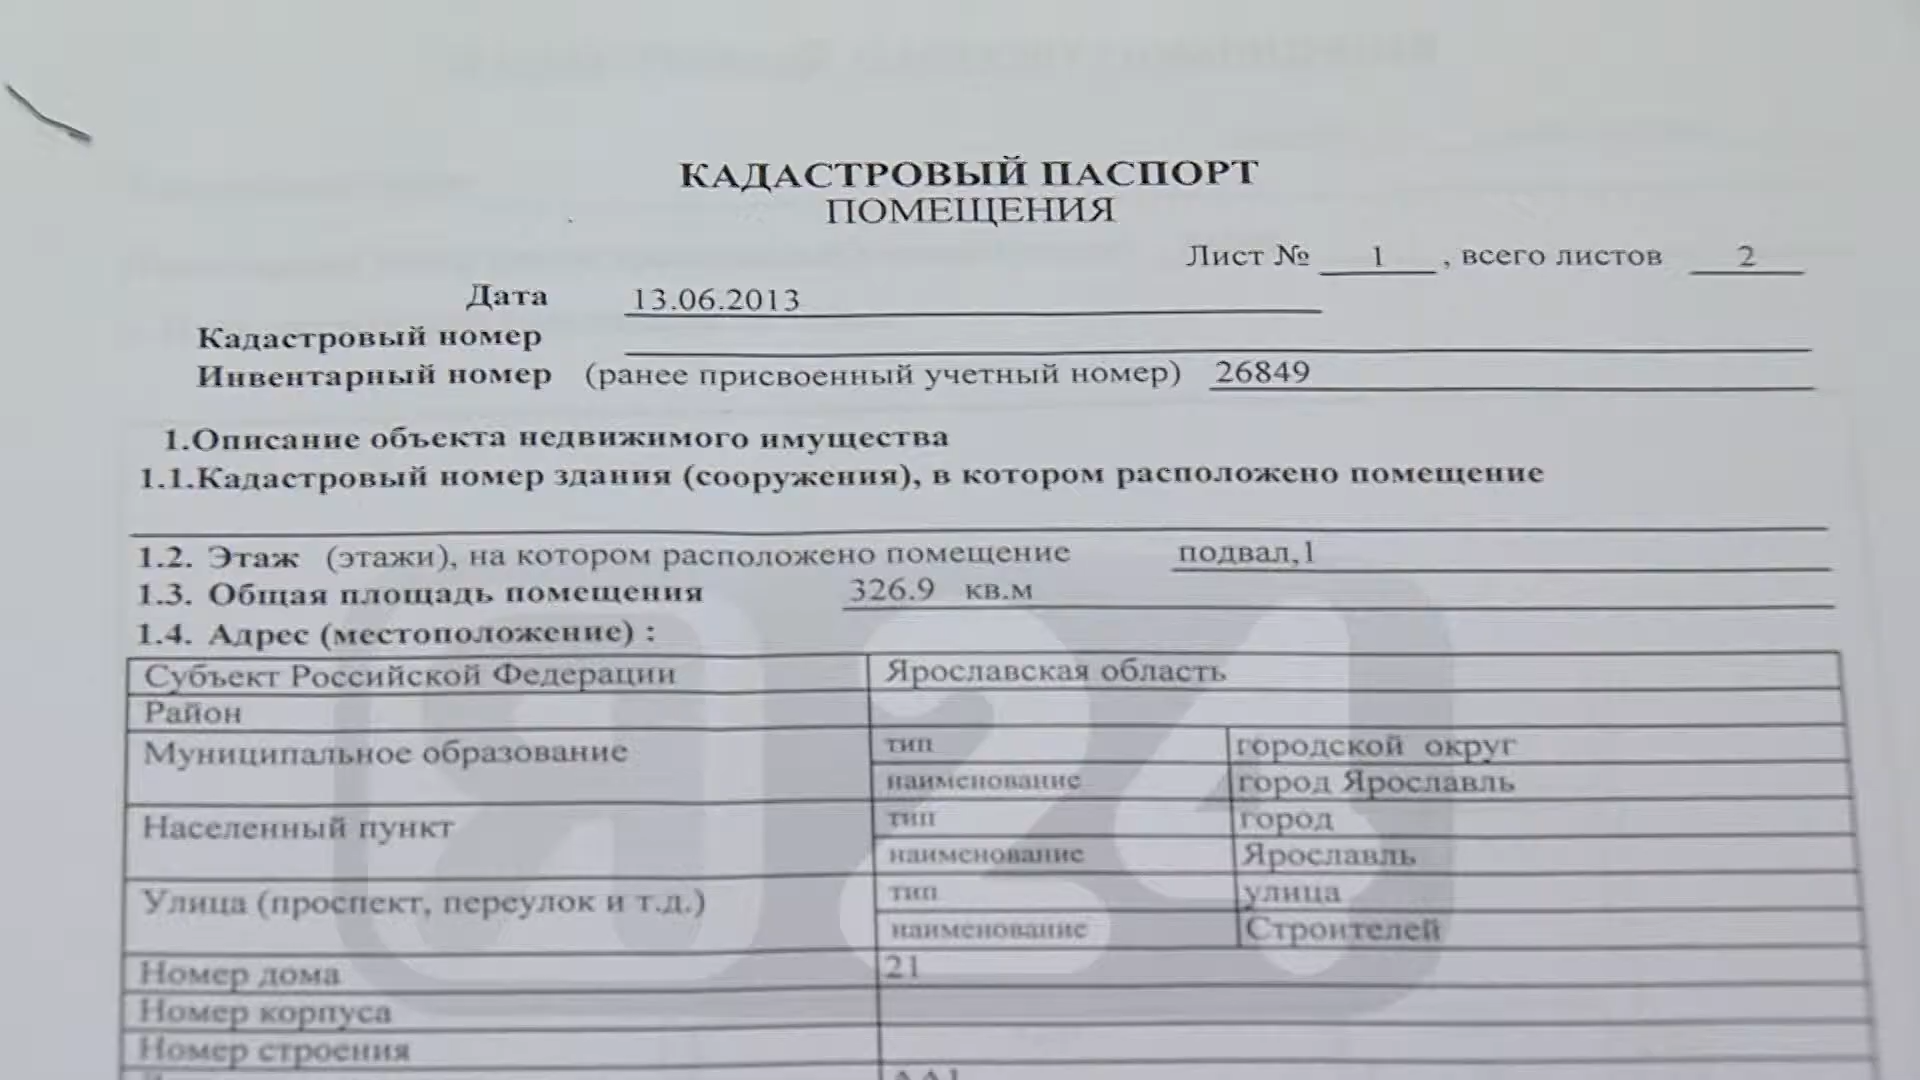 КАДАСТРОВЫЙ ПАСПОРТ
ПОМЕЩЕНИЯ
Лист № 1 , всего листов 2
Дата 13.06.2013
Кадастровый номер
Инвентарный номер (ранее присвоенный учетный номер) 26849
1.Описание объекта недвижимого имущества
1.1.Кадастровый номер здания (сооружения), в котором расположено помещение
1.2. Этаж (этажи), на котором расположено помещение подвал,1
1.3. Общая площадь помещения 326.9 кв.м
1.4. Адрес (местоположение) :
Субъект Российской Федерации Ярославская область
Район
Муниципальное образование тип городской округ
наименование город Ярославль
Населенный пункт тип город
наименование Ярославль
Улица (проспект, переулок и т.д.) тип улица
наименование Строителей
Номер дома 21
Номер корпуса
Номер строения
Я24